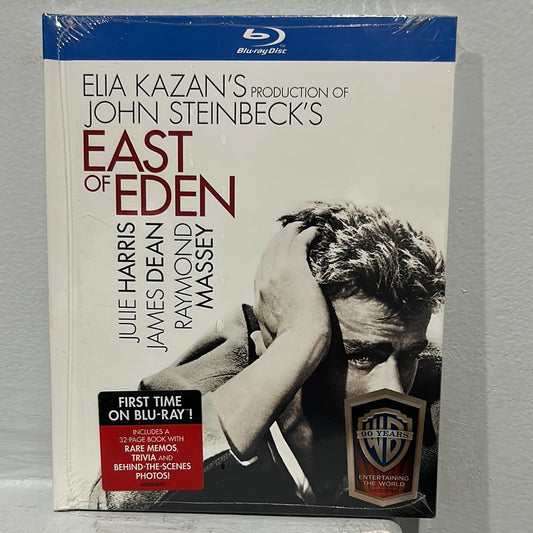 Blu-ray Disc
ELIA KAZAN'S PRODUCTION OF
JOHN STEINBECK'S
EAST
OF EDEN
JULIE HARRIS
JAMES DEAN
RAYMOND
MASSEY
FIRST TIME
ON BLU-RAY™!
INCLUDES A
32-PAGE BOOK WITH
RARE MEMOS,
TRIVIA AND
BEHIND-THE-SCENES
PHOTOS!
WB
90 YEARS
ENTERTAINING
THE WORLD